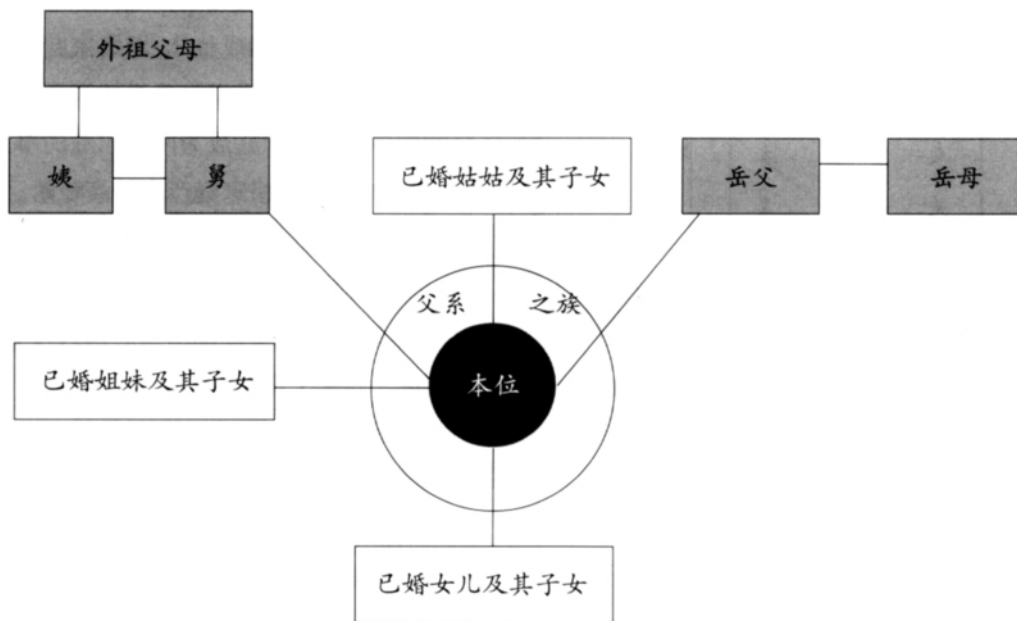 外祖父母
姨
舅
已婚姑姑及其子女
岳父
岳母
父系
之族
已婚姐妹及其子女
本位
已婚女儿及其子女